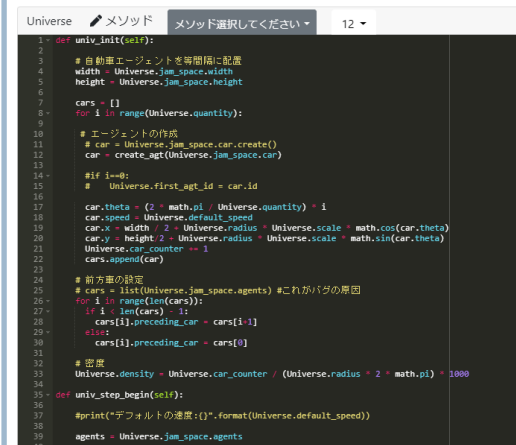 Universe メソッド メソッド選択してください 12
1 def univ_init(self):
2
3 # 自動車エージェントを等間隔に配置
4 width = Universe.jam_space.width
5 height = Universe.jam_space.height
6
7 cars = []
8 for i in range(Universe.quantity):
9
10 # エージェントの作成
11 # car = Universe.jam_space.car.create()
12 car = create_agt(Universe.jam_space.car)
13
14 #if i==0:
15 # Universe.first_agt_id = car.id
16
17 car.theta = (2 * math.pi / Universe.quantity) * i
18 car.speed = Universe.default_speed
19 car.x = width / 2 + Universe.radius * Universe.scale * math.cos(car.theta)
20 car.y = height/2 + Universe.radius * Universe.scale * math.sin(car.theta)
21 Universe.car_counter += 1
22 cars.append(car)
23
24 # 前方車の設定
25 # cars = list(Universe.jam_space.agents) #これがバグの原因
26 for i in range(len(cars)):
27 if i < len(cars) - 1:
28 cars[i].preceding_car = cars[i+1]
29 else:
30 cars[i].preceding_car = cars[0]
31
32 # 密度
33 Universe.density = Universe.car_counter / (Universe.radius * 2 * math.pi) * 1000
34
35 def univ_step_begin(self):
36
37 #print("デフォルトの速度:{}".format(Universe.default_speed))
38
39 agents = Universe.jam_space.agents